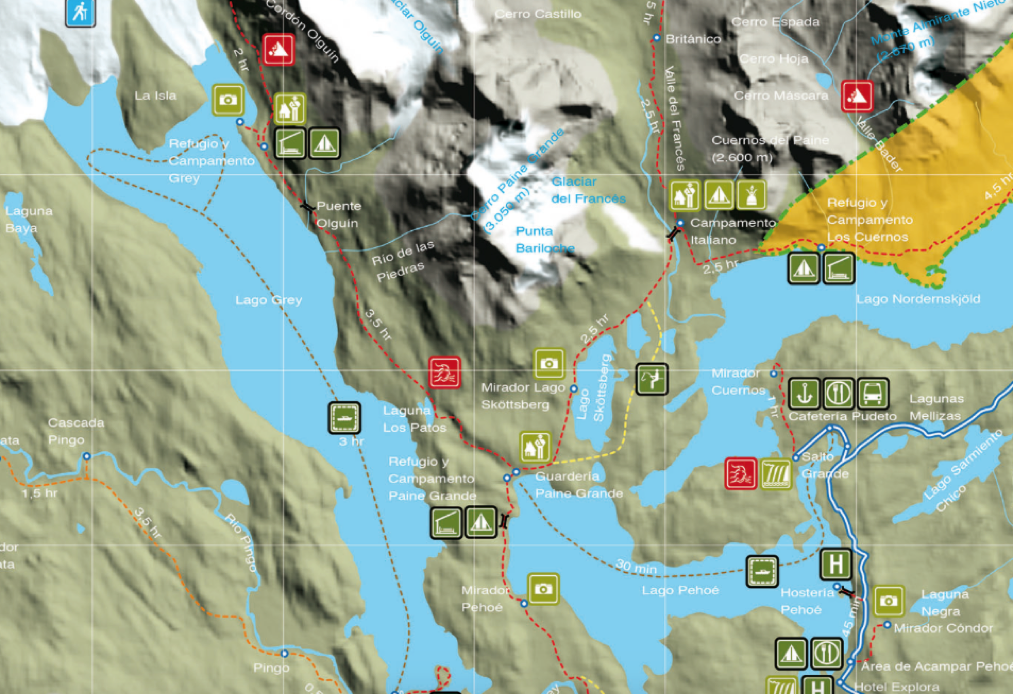 Cordón Olguín
Glaciar Olguín
Cerro Castillo
5 hr
Británico
Cerro Espada
Cerro Hoja
Cerro Máscara
Monte Almirante Nieto
(2.670 m)
2 hr
La Isla
Valle del Francés
2,5 hr
Cuernos del Paine
(2.600 m)
Valle Bader
Refugio y
Campamento
Grey
Cerro Paine Grande
(3.050 m)
Glaciar
del Francés
4,5 hr
Laguna
Baya
Puente
Olguin
Punta
Bariloche
Campamento
Italiano
Refugio y
Campamento
Los Cuernos
Río de las
Piedras
2,5 hr
Lago Grey
Lago Nordernskjöld
3,5 hr
2,5 hr
Mirador Lago
Sköttsberg
Lago
Sköttsberg
Mirador
Cuernos
1 hr
Cafetería Pudeto
Lagunas
Mellizas
Laguna
Los Patos
3 hr
Cascada
Pingo
ata
1,5 hr
Refugio y
Campamento
Paine Grande
Guardería
Paine Grande
Salto
Grande
Lago Sarmiento
Chico
3,5 hr
Río Pingo
dor
ata
30 min
Lago Pehoé
H
Mirador
Pehoé
Hostería
Pehoé
45 min
Laguna
Negra
Mirador Cóndor
Pingo
Área de Acampar Pehoé
H
Hotel Explora